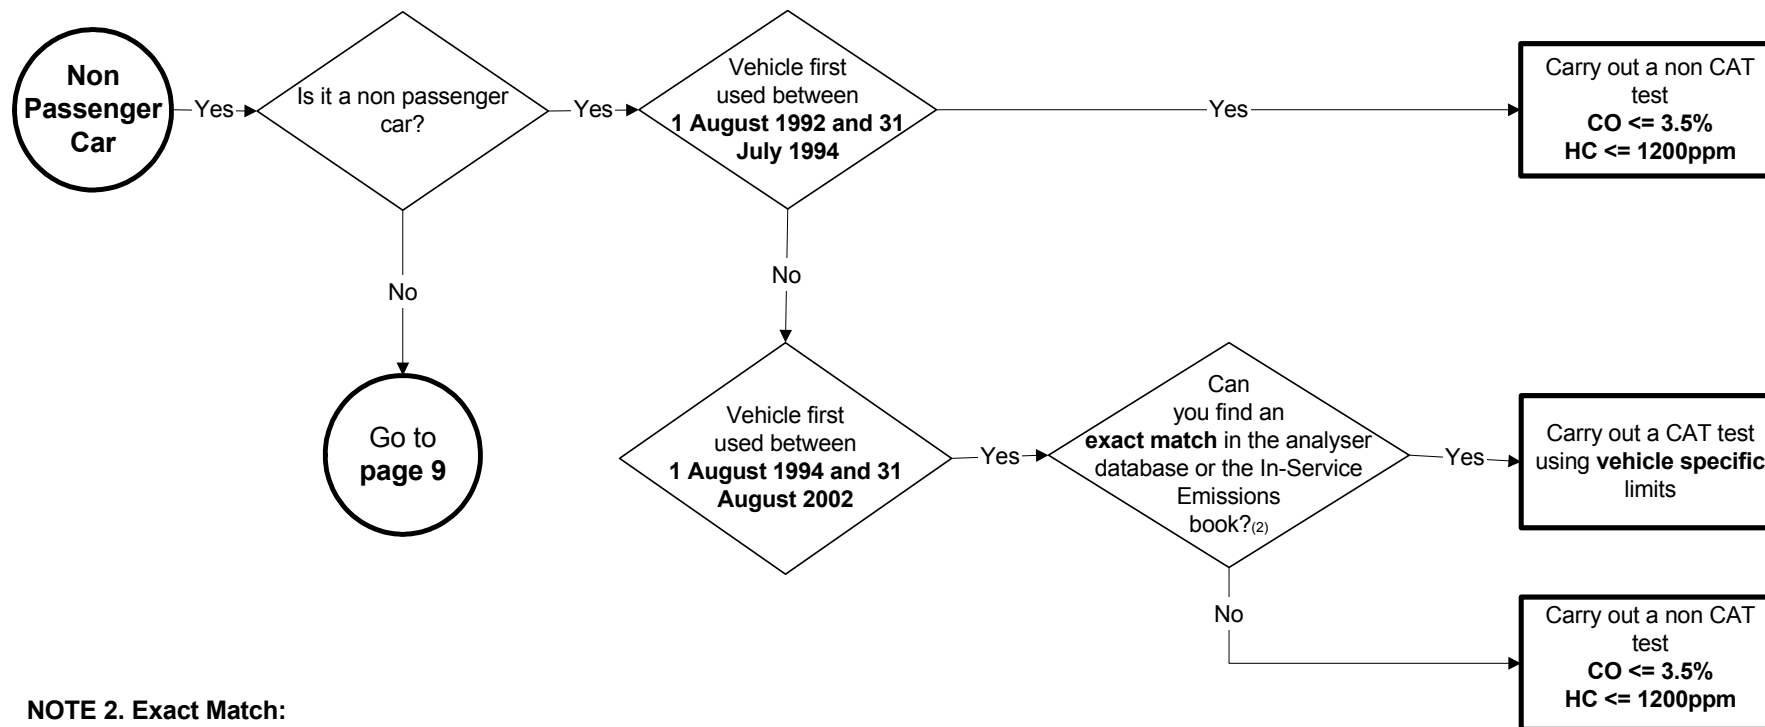 Non
Passenger
Car
Yes
Is it a non passenger
car?
Yes
Vehicle first
used between
1 August 1992 and 31
July 1994
Yes
Carry out a non CAT
test
CO <= 3.5%
HC <= 1200ppm
No
No
Go to
page 9
Vehicle first
used between
1 August 1994 and 31
August 2002
Yes
Can
you find an
exact match in the analyser
database or the In-Service
Emissions
book?(2)
Yes
Carry out a CAT test
using vehicle specific
limits
No
Carry out a non CAT
test
CO <= 3.5%
HC <= 1200ppm
NOTE 2. Exact Match: